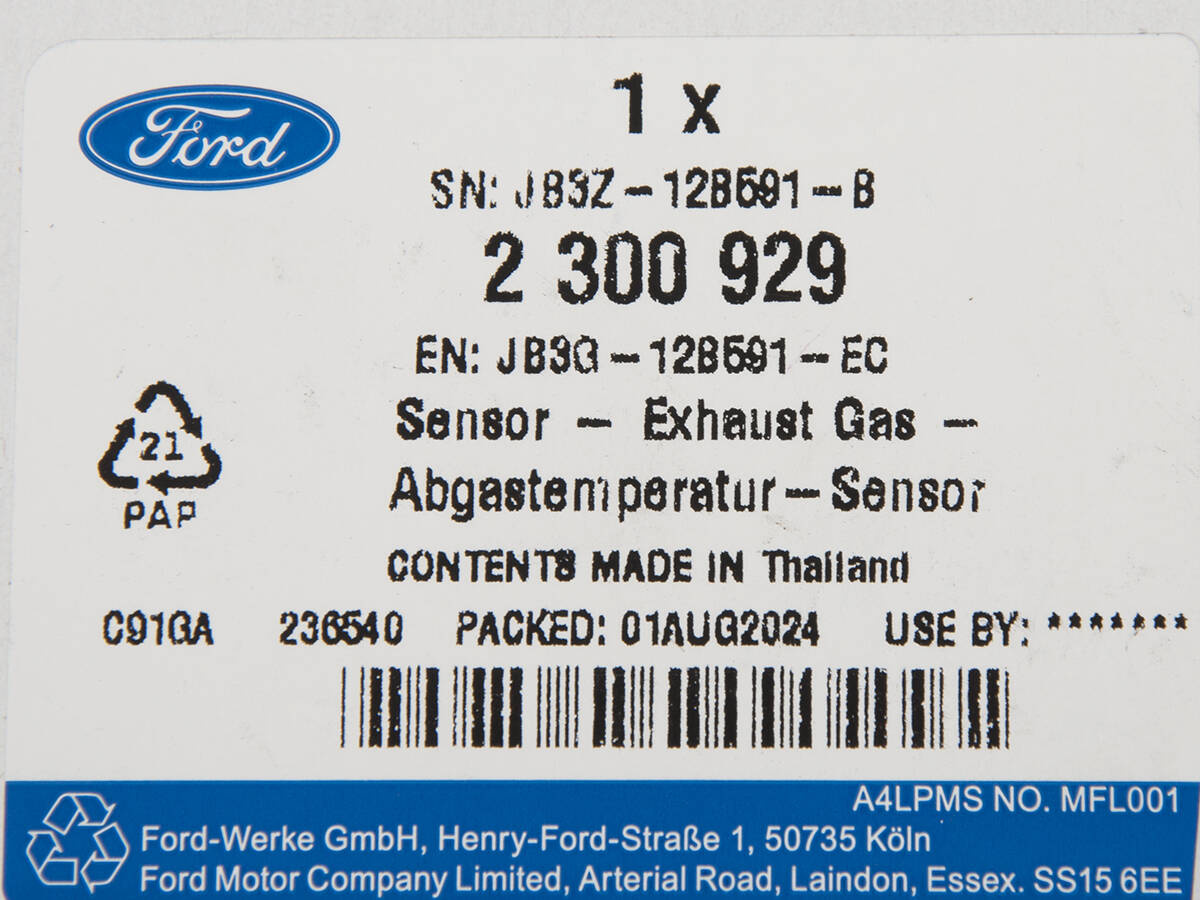 Ford
1 x
SN: JB3Z-12B591-B
2 300 929
EN: JB3G-12B591-EC
Sensor - Exhaust Gas -
Abgastemperatur-Sensor
21
PAP
CONTENTS MADE IN Thailand
C91GA 236540 PACKED: 01AUG2024 USE BY: *******
A4LPMS NO. MFL001
Ford-Werke GmbH, Henry-Ford-Straße 1, 50735 Köln
Ford Motor Company Limited, Arterial Road, Laindon, Essex. SS15 6EE